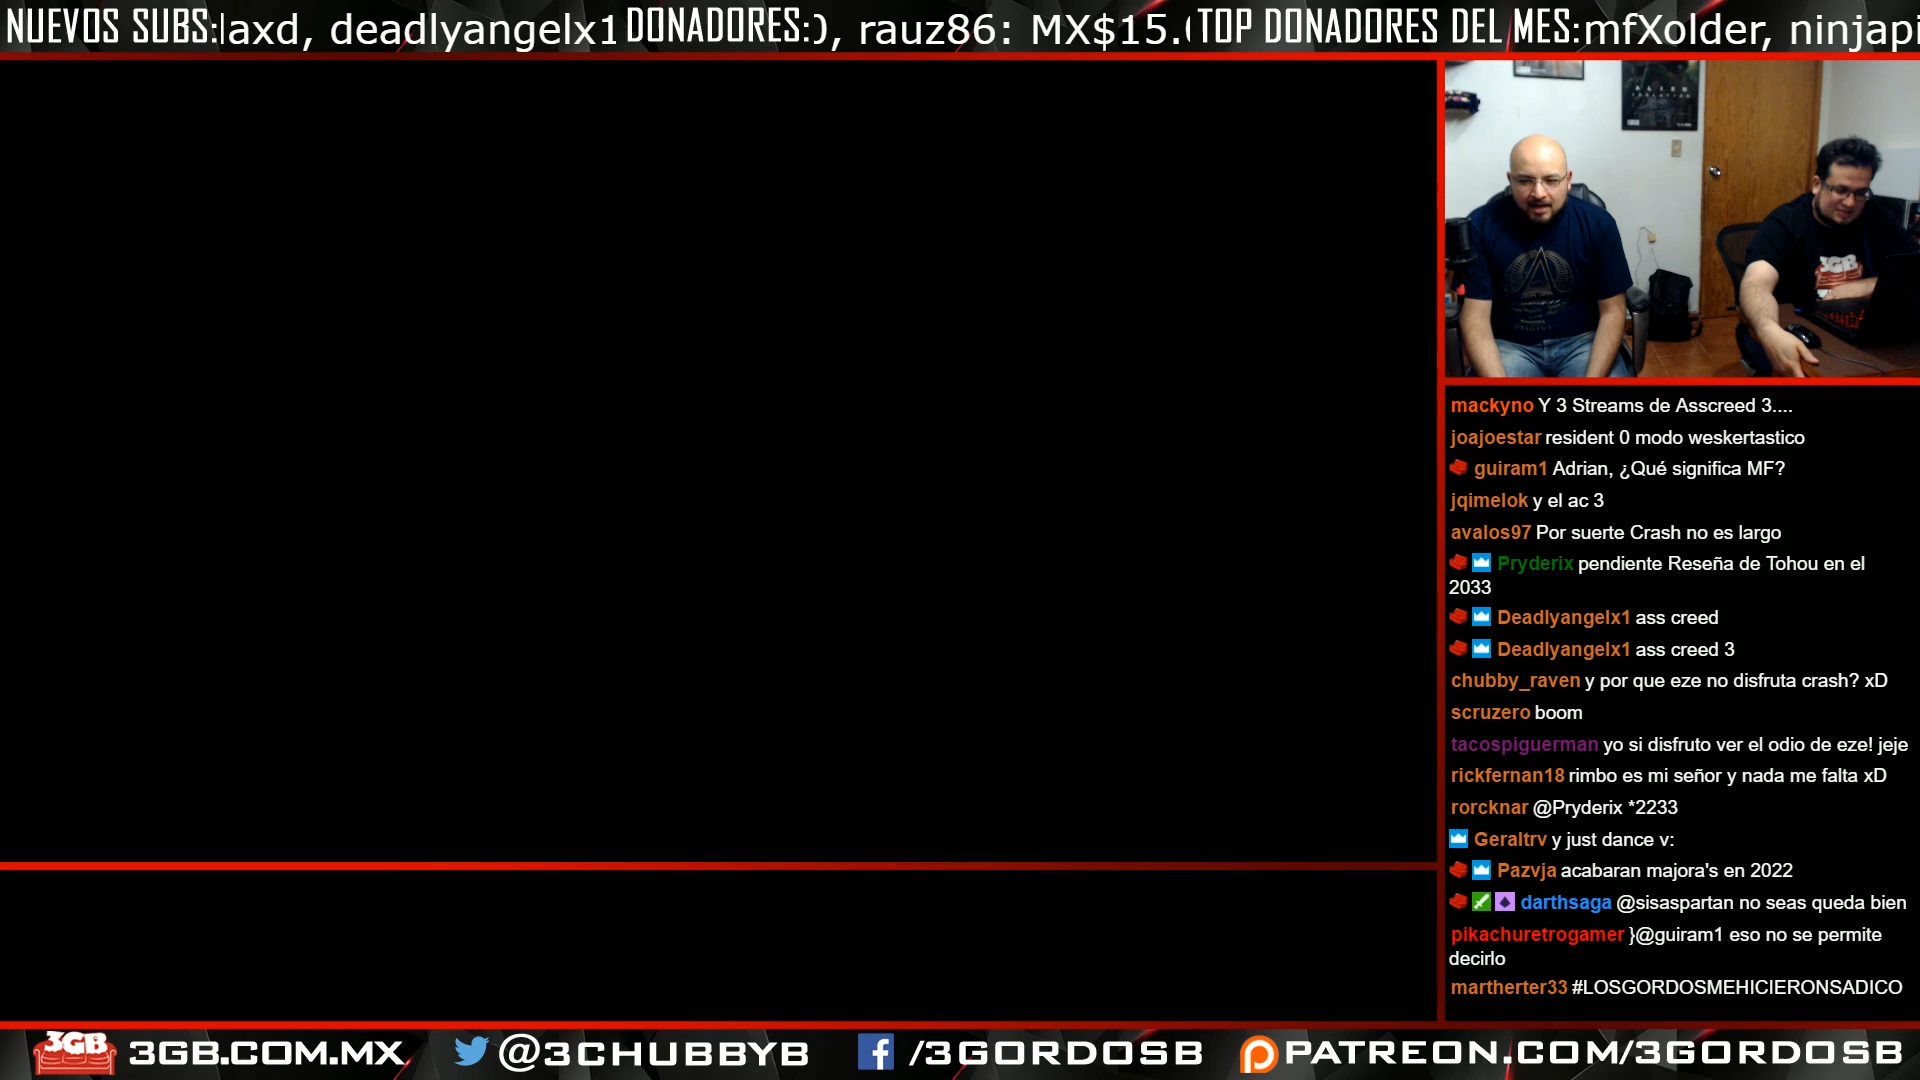 NUEVOS SUBS: laxd, deadlyangelx1 DONADORES: ), rauz86: MX$15. TOP DONADORES DEL MES: mfXolder, ninjapi
ALIEN
3GB
ORIGINS
mackyno Y 3 Streams de Asscreed 3....
joajoestar resident 0 modo weskertastico
guiram1 Adrian, ¿Qué significa MF?
jqimelok y el ac 3
avalos97 Por suerte Crash no es largo
Pryderix pendiente Reseña de Tohou en el
2033
Deadlyangelx1 ass creed
Deadlyangelx1 ass creed 3
chubby_raven y por que eze no disfruta crash? xD
scruzero boom
tacospiguerman yo si disfruto ver el odio de eze! jeje
rickfernan18 rimbo es mi señor y nada me falta xD
rorcknar @Pryderix *2233
Geraltrv y just dance v:
Pazvja acabaran majora's en 2022
darthsaga @sisaspartan no seas queda bien
pikachuretrogamer }@guiram1 eso no se permite
decirlo
martherter33 #LOSGORDOSMEHICIERONSADICO
3GB 3GB.COM.MX @3CHUBBYB /3GORDOSB PATREON.COM/3GORDOSB